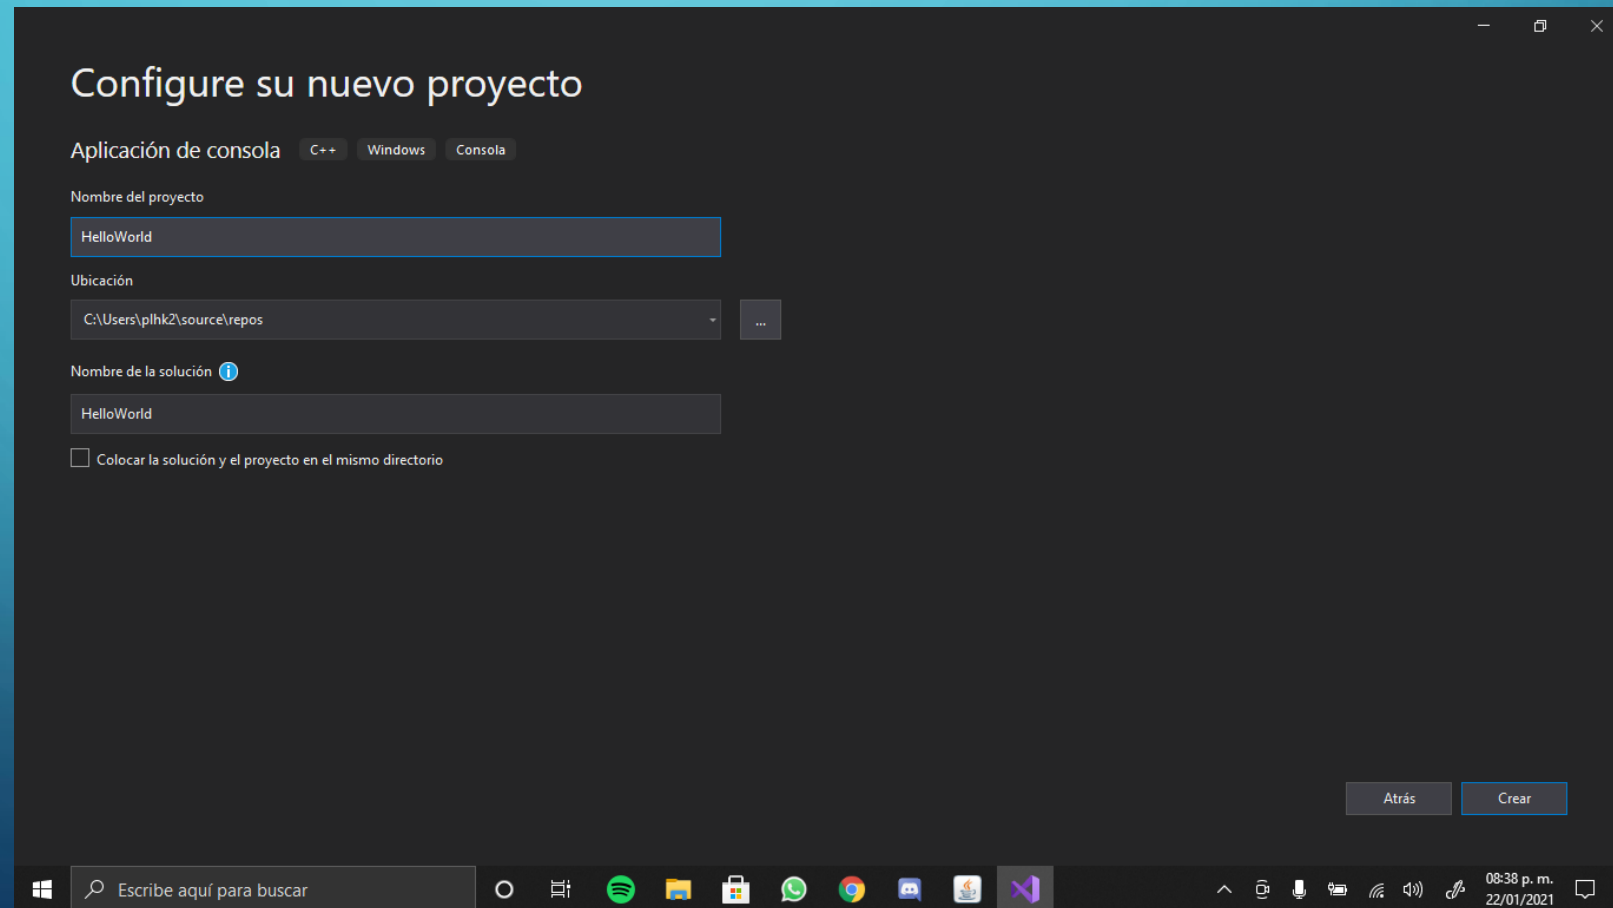 Configure su nuevo proyecto
Aplicación de consola C++ Windows Consola
Nombre del proyecto
HelloWorld
Ubicación
C:\Users\plhk2\source\repos
...
Nombre de la solución
HelloWorld
Colocar la solución y el proyecto en el mismo directorio
Atrás Crear
Escribe aquí para buscar
08:38 p. m.
22/01/2021